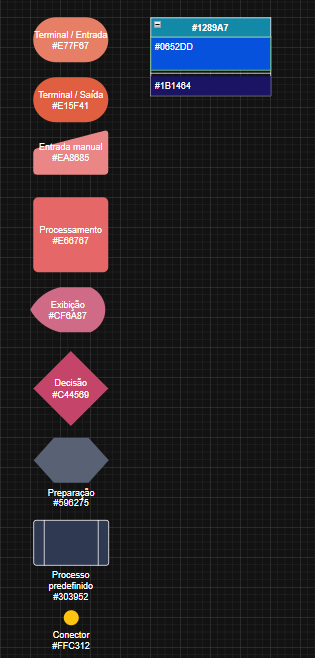 Terminal / Entrada
#E77F67
Terminal / Saída
#E15F41
Entrada manual
#EA8685
Processamento
#E66767
Exibição
#CF6A87
Decisão
#C44569
Preparação
#596275
Processo
predefinido
#303952
Conector
#FFC312
#1289A7
#0652DD
#1B1464